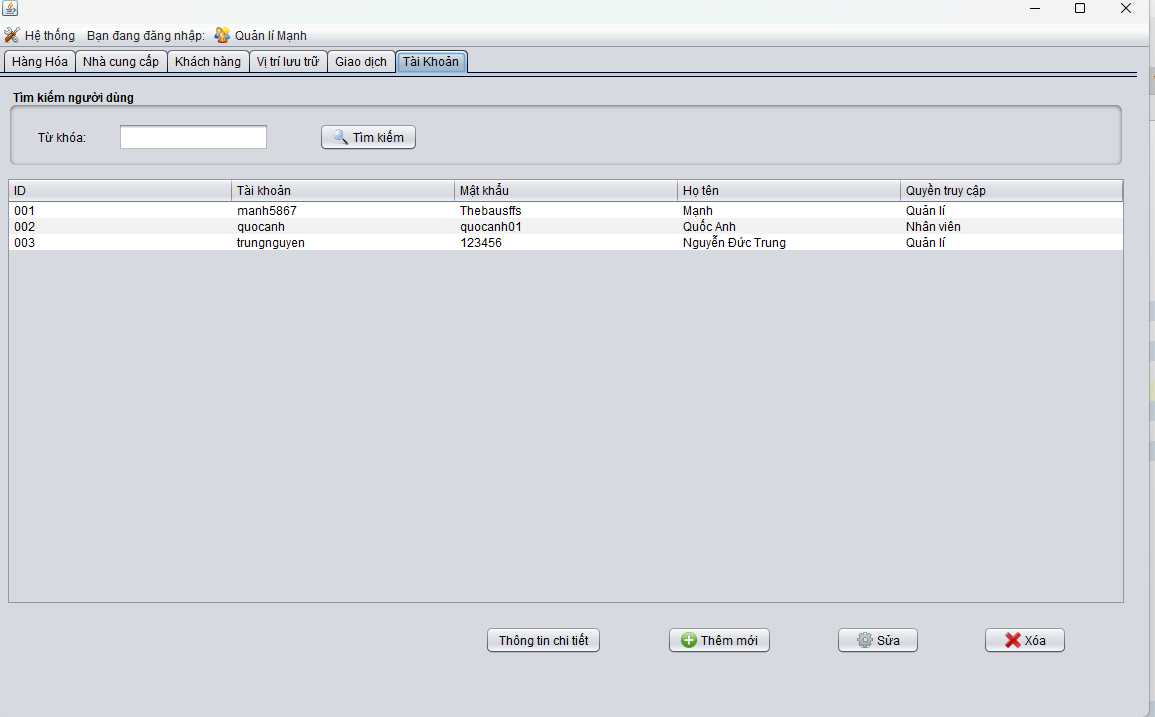 Hệ thống Bạn đang đăng nhập: Quản lí Mạnh
Hàng Hóa Nhà cung cấp Khách hàng Vị trí lưu trữ Giao dịch Tài Khoản
Tìm kiếm người dùng
Từ khóa: Tìm kiếm
ID Tài khoản Mật khẩu Họ tên Quyền truy cập
001 manh5867 Thebausffs Mạnh Quản lí
002 quocanh quocanh01 Quốc Anh Nhân viên
003 trungnguyen 123456 Nguyễn Đức Trung Quản lí
Thông tin chi tiết Thêm mới Sửa Xóa